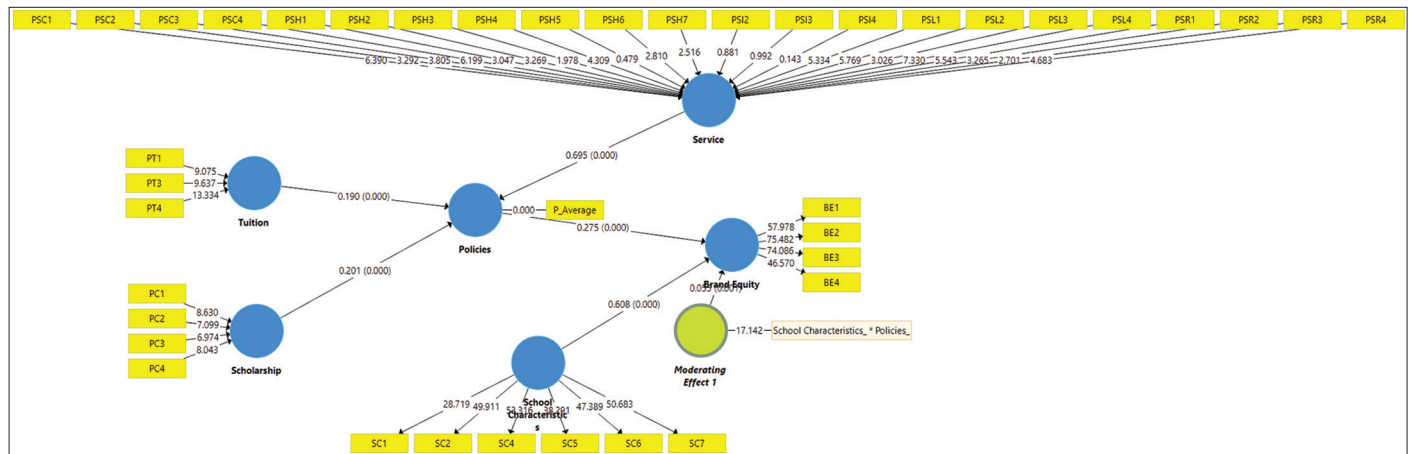 PSC1 PSC2 PSC3 PSC4 PSH1 PSH2 PSH3 PSH4 PSH5 PSH6 PSH7 PSI2 PSI3 PSI4 PSL1 PSL2 PSL3 PSL4 PSR1 PSR2 PSR3 PSR4
6.390 3.292 3.805 6.199 3.047 3.269 1.978 4.309 0.479 2.810 2.516 0.881 0.992 0.143 5.334 5.769 3.026 7.330 5.543 3.265 2.701 4.683
Service
0.695 (0.000)
PT1
PT3
PT4
9.075
9.637
13.334
Tuition
0.190 (0.000)
Policies
0.000
P_Average
0.275 (0.000)
BE1
BE2
BE3
BE4
57.978
75.482
74.086
46.570
Brand Equity
0.201 (0.000)
PC1
PC2
PC3
PC4
8.630
7.099
6.974
8.043
Scholarship
0.608 (0.000)
17.142
School Characteristics_ * Policies_
Moderating
Effect 1
School
Characteristic
s
28.719 49.911 53.316 38.291 47.389 50.683
SC1 SC2 SC4 SC5 SC6 SC7